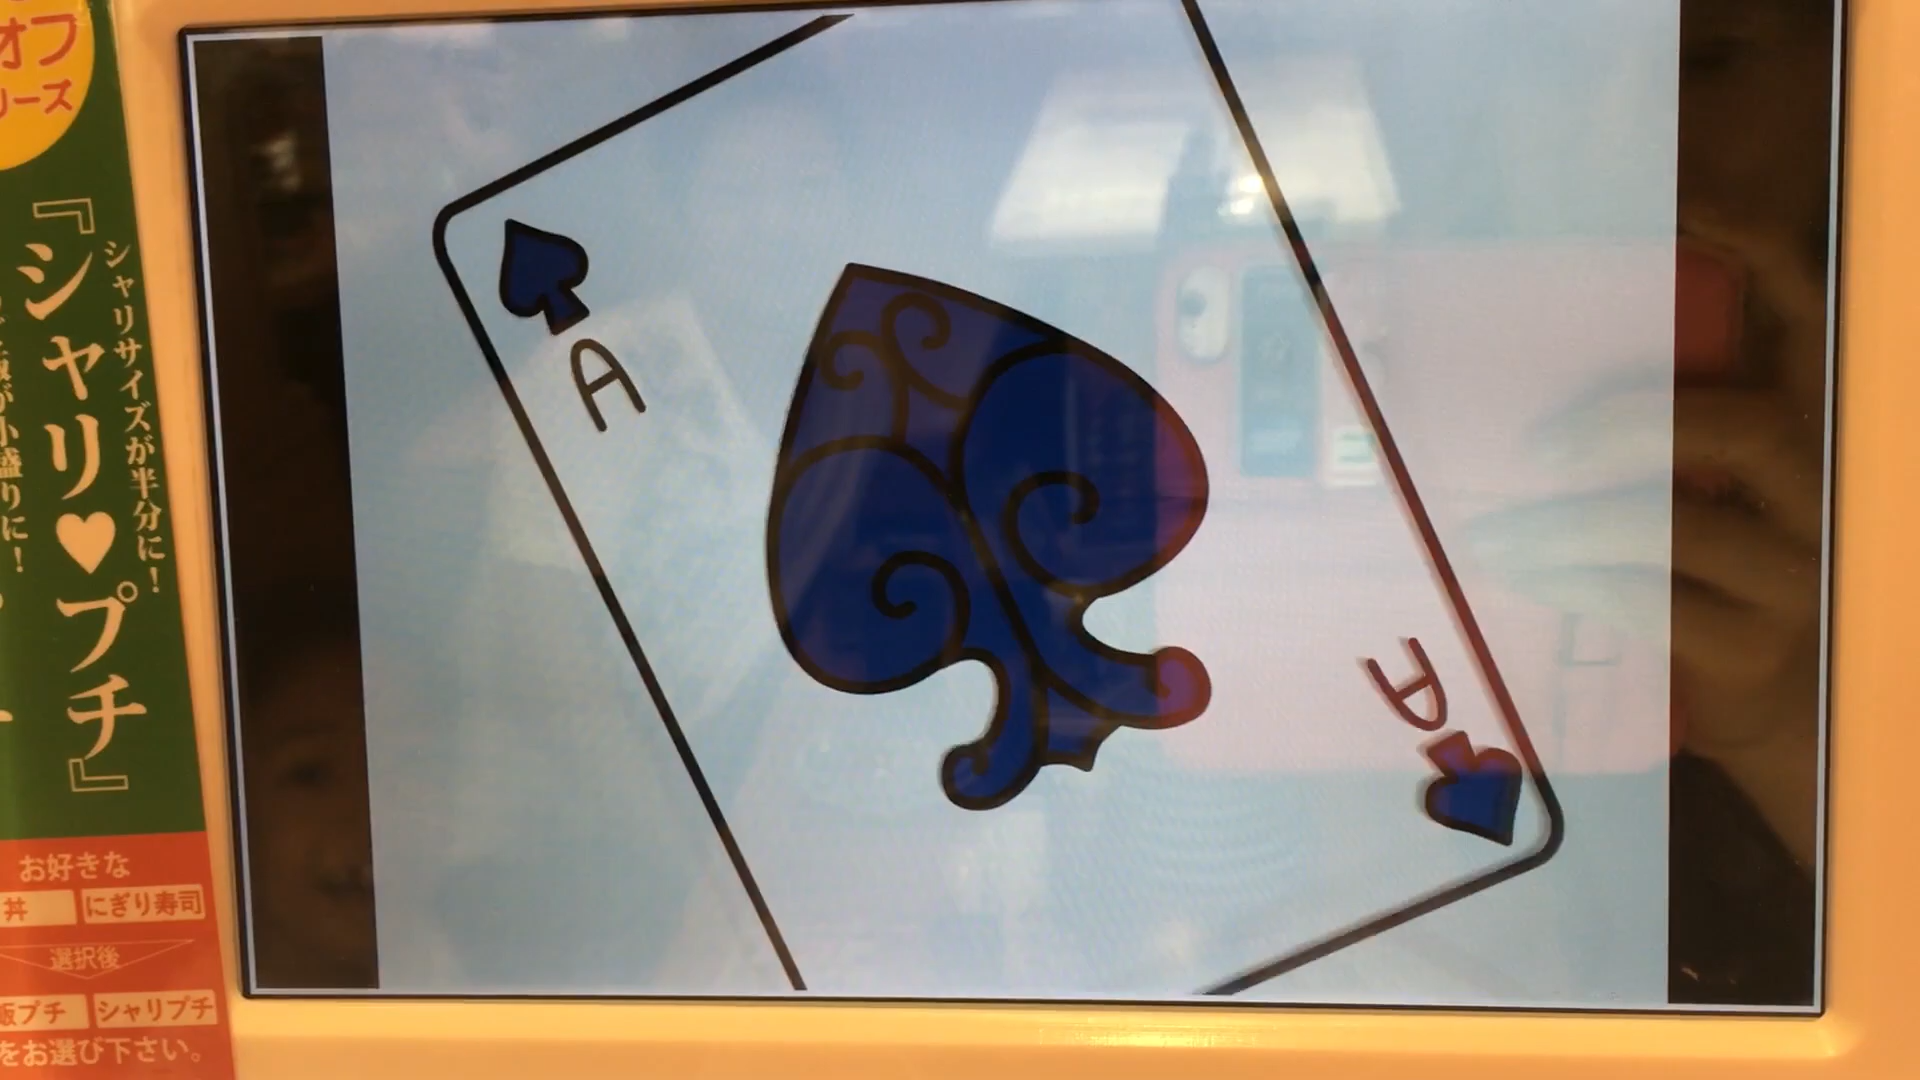 オフ
リーズ
シャリサイズが半分に!
『シャリ♥プチ』
小盛りに!
お好きな
丼
にぎり寿司
選択後
飯プチ
シャリプチ
をお選び下さい。
A
A